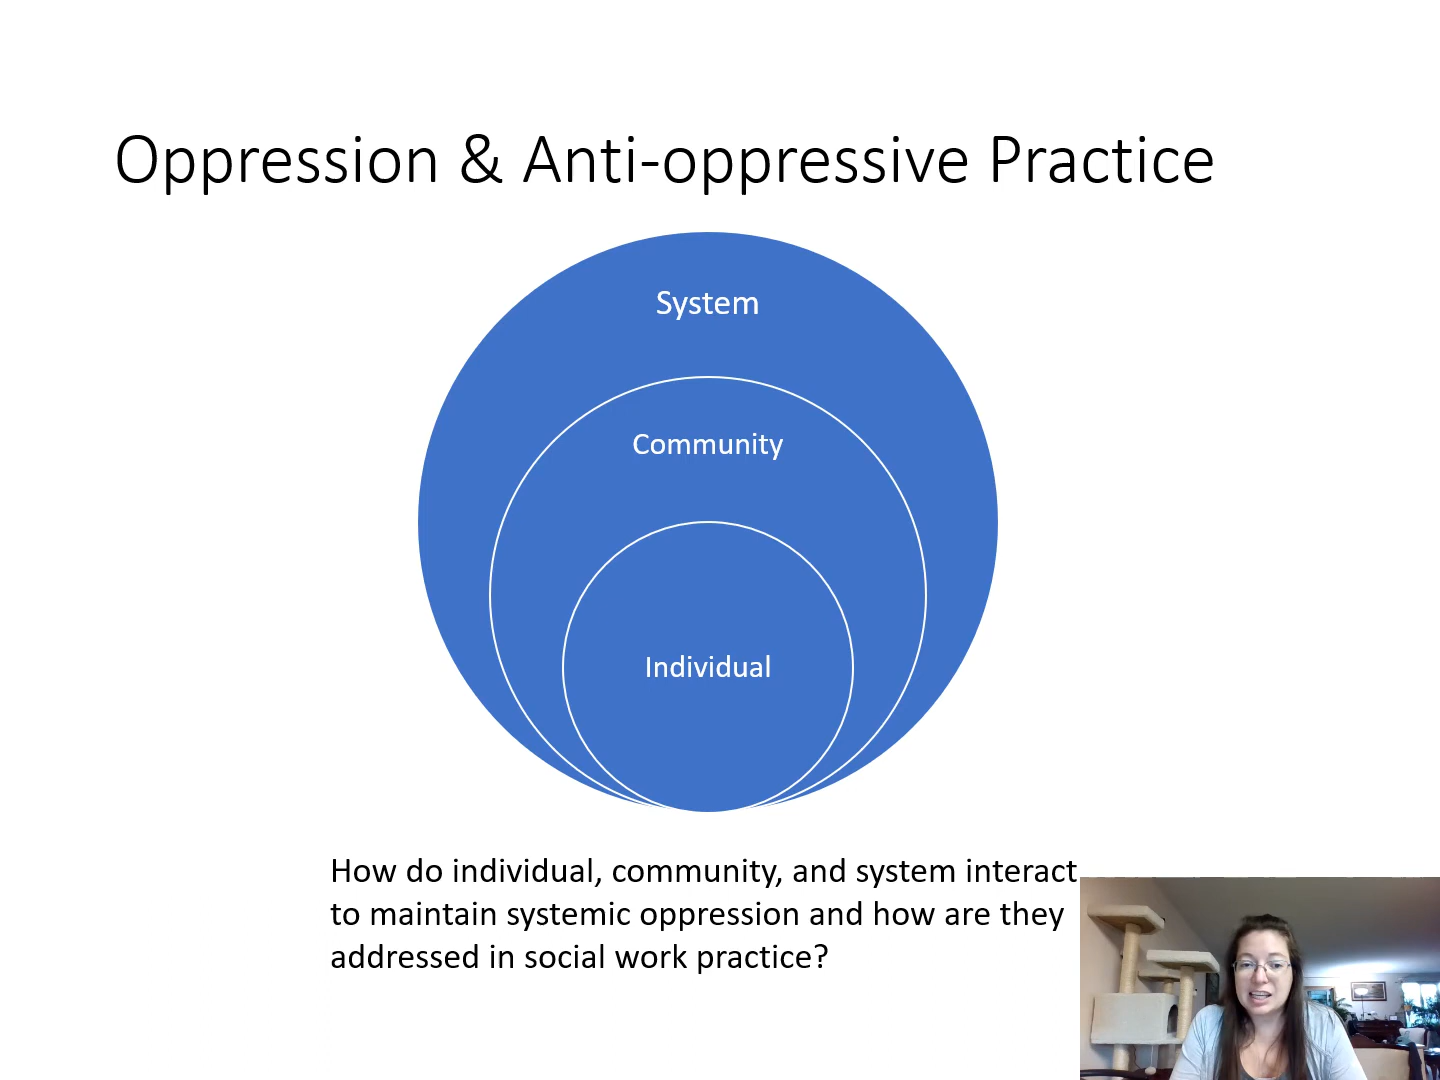 Oppression & Anti-oppressive Practice
System
Community
Individual
How do individual, community, and system interact
to maintain systemic oppression and how are they
addressed in social work practice?